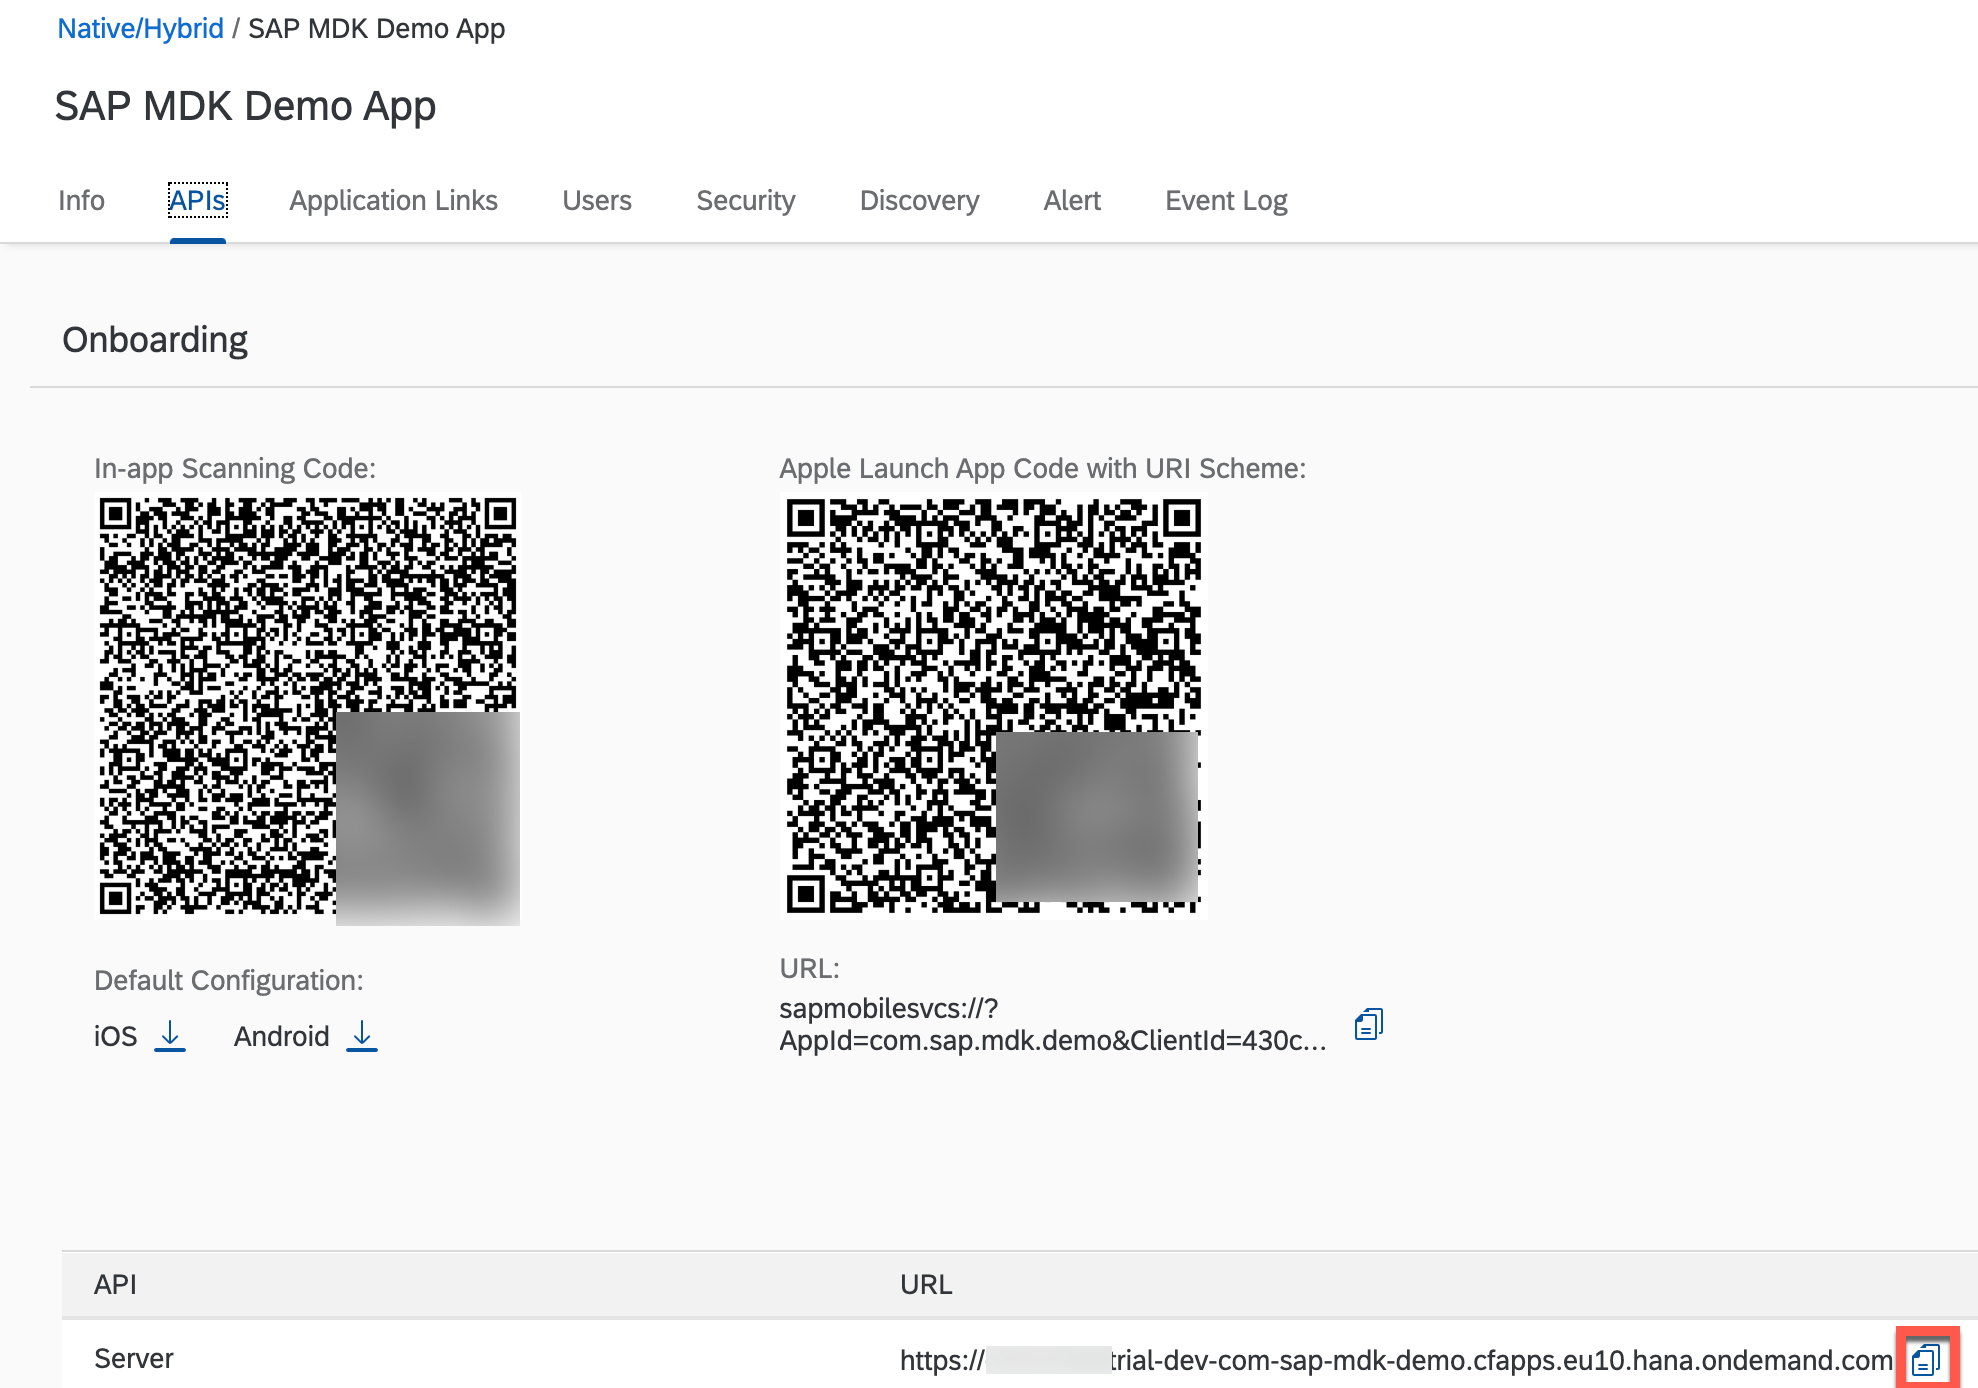 Native/Hybrid / SAP MDK Demo App
SAP MDK Demo App
Info APIs Application Links Users Security Discovery Alert Event Log
Onboarding
In-app Scanning Code:
Apple Launch App Code with URI Scheme:
Default Configuration:
iOS Android
URL:
sapmobilesvcs://?
AppId=com.sap.mdk.demo&ClientId=430c...
API URL
Server https:// trial-dev-com-sap-mdk-demo.cfapps.eu10.hana.ondemand.com